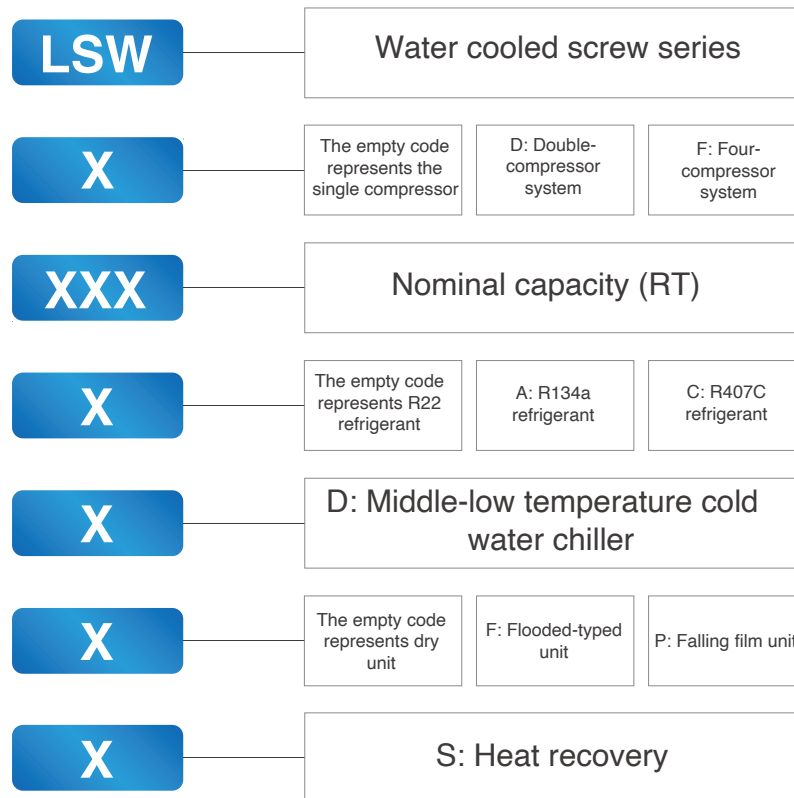 LSW
Water cooled screw series
X
The empty code
represents the
single compressor
D: Double-
compressor
system
F: Four-
compressor
system
XXX
Nominal capacity (RT)
X
The empty code
represents R22
refrigerant
A: R134a
refrigerant
C: R407C
refrigerant
X
D: Middle-low temperature cold
water chiller
X
The empty code
represents dry
unit
F: Flooded-typed
unit
P: Falling film unit
X
S: Heat recovery